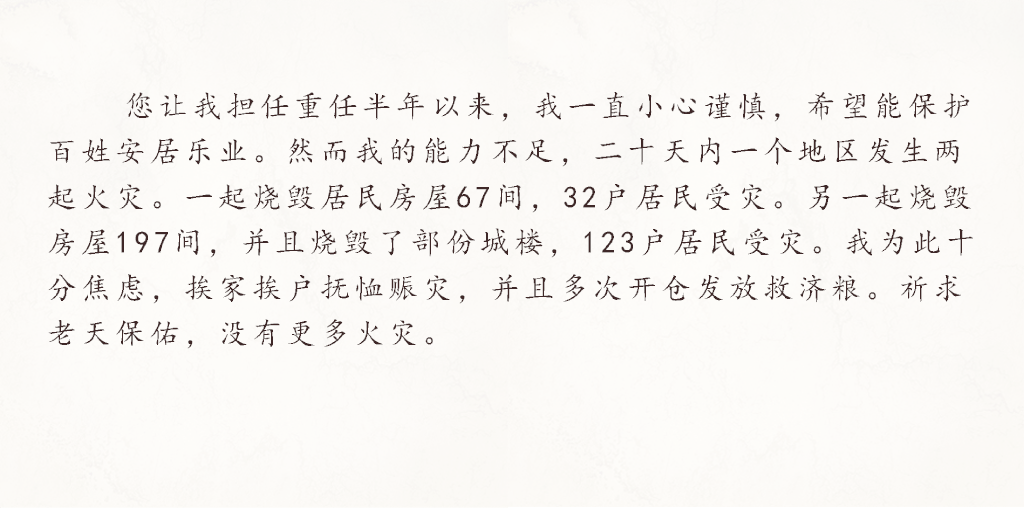 您让我担任重任半年以来，我一直小心谨慎，希望能保护
百姓安居乐业。然而我的能力不足，二十天内一个地区发生两
起火灾。一起烧毁居民房屋67间，32户居民受灾。另一起烧毁
房屋197间，并且烧毁了部份城楼，123户居民受灾。我为此十
分焦虑，挨家挨户抚恤赈灾，并且多次开仓发放救济粮。祈求
老天保佑，没有更多火灾。